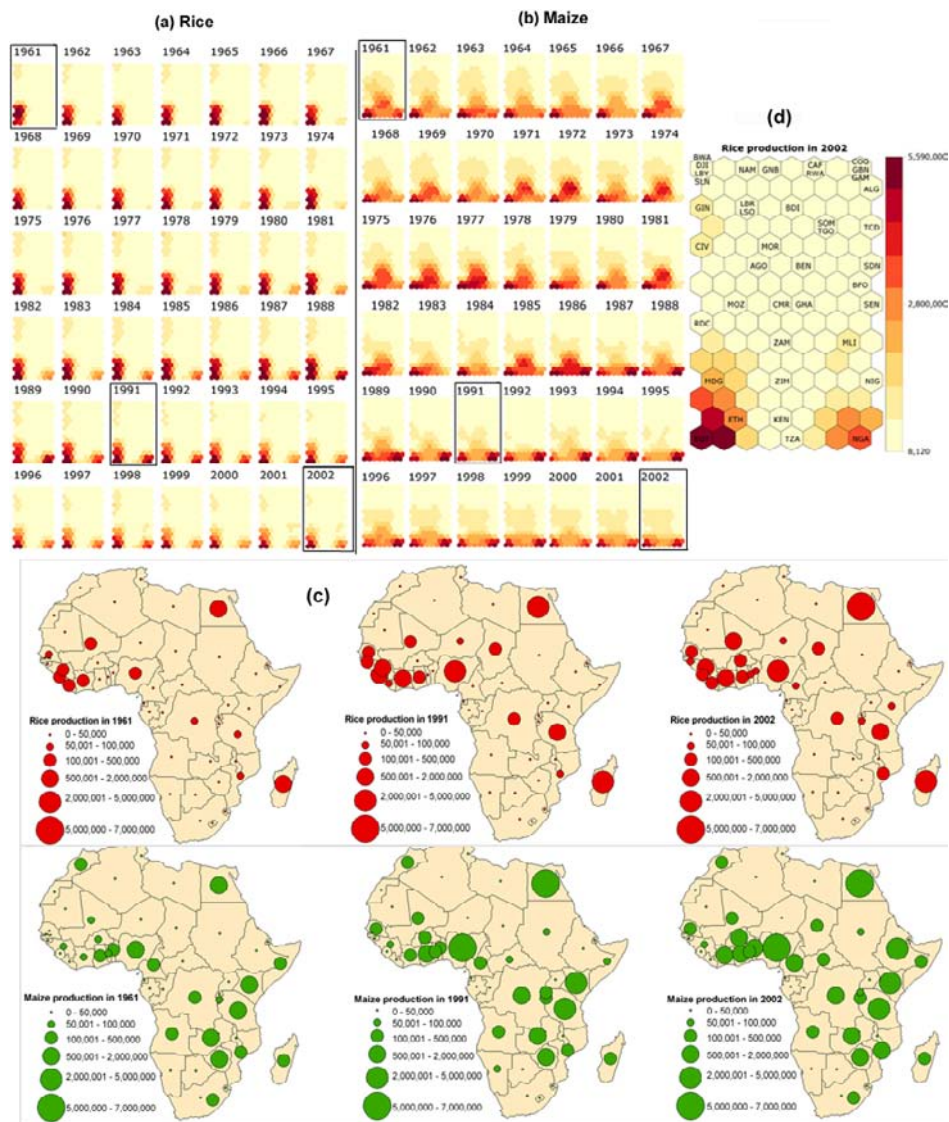 (a) Rice
(b) Maize
1961 1962 1963 1964 1965 1966 1967
1968 1969 1970 1971 1972 1973 1974
1975 1976 1977 1978 1979 1980 1981
1982 1983 1984 1985 1986 1987 1988
1989 1990 1991 1992 1993 1994 1995
1996 1997 1998 1999 2000 2001 2002
1961 1962 1963 1964 1965 1966 1967
1968 1969 1970 1971 1972 1973 1974
1975 1976 1977 1978 1979 1980 1981
1982 1983 1984 1985 1986 1987 1988
1989 1990 1991 1992 1993 1994 1995
1996 1997 1998 1999 2000 2001 2002
(d)
Rice production in 2002
BWA CAF COG
DJI NAM GNB RWA GBN
LBY GAM
SLN ALG
GIN LBR BDI
LSO SOM
TGO TCD
CIV MOR
AGO BEN SDN
BFO
MOZ CMR GHA SEN
RDC
ZAM MLI
MDG ZIM NIG
ETH KEN
TZA NGA
5,590,00
2,800,00
8,120
(c)
Rice production in 1961
0 - 50,000
50,001 - 100,000
100,001 - 500,000
500,001 - 2,000,000
2,000,001 - 5,000,000
5,000,000 - 7,000,000
Rice production in 1991
0 - 50,000
50,001 - 100,000
100,001 - 500,000
500,001 - 2,000,000
2,000,001 - 5,000,000
5,000,000 - 7,000,000
Rice production in 2002
0 - 50,000
50,001 - 100,000
100,001 - 500,000
500,001 - 2,000,000
2,000,001 - 5,000,000
5,000,000 - 7,000,000
Maize production in 1961
0 - 50,000
50,001 - 100,000
100,001 - 500,000
500,001 - 2,000,000
2,000,001 - 5,000,000
5,000,000 - 7,000,000
Maize production in 1991
0 - 50,000
50,001 - 100,000
100,001 - 500,000
500,001 - 2,000,000
2,000,001 - 5,000,000
5,000,000 - 7,000,000
Maize production in 2002
0 - 50,000
50,001 - 100,000
100,001 - 500,000
500,001 - 2,000,000
2,000,001 - 5,000,000
5,000,000 - 7,000,000